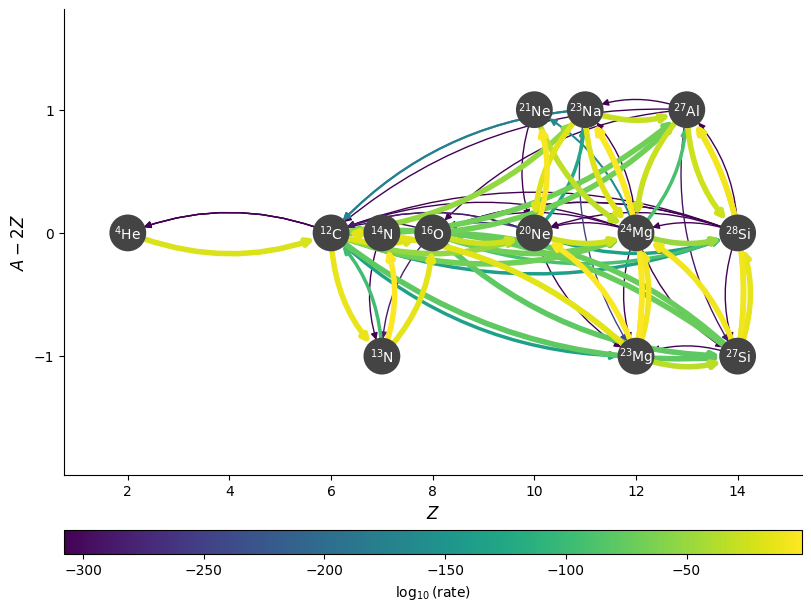 A − 2Z
1
0
−1
²¹Ne ²³Na ²⁷Al
⁴He ¹²C ¹⁴N ¹⁶O ²⁰Ne ²⁴Mg ²⁸Si
¹³N ²³Mg ²⁷Si
2 4 6 8 10 12 14
Z
−300 −250 −200 −150 −100 −50
log₁₀(rate)